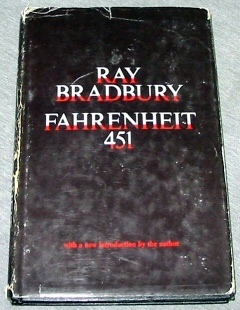 RAY
BRADBURY
FAHRENHEIT
451
with a new introduction by the author